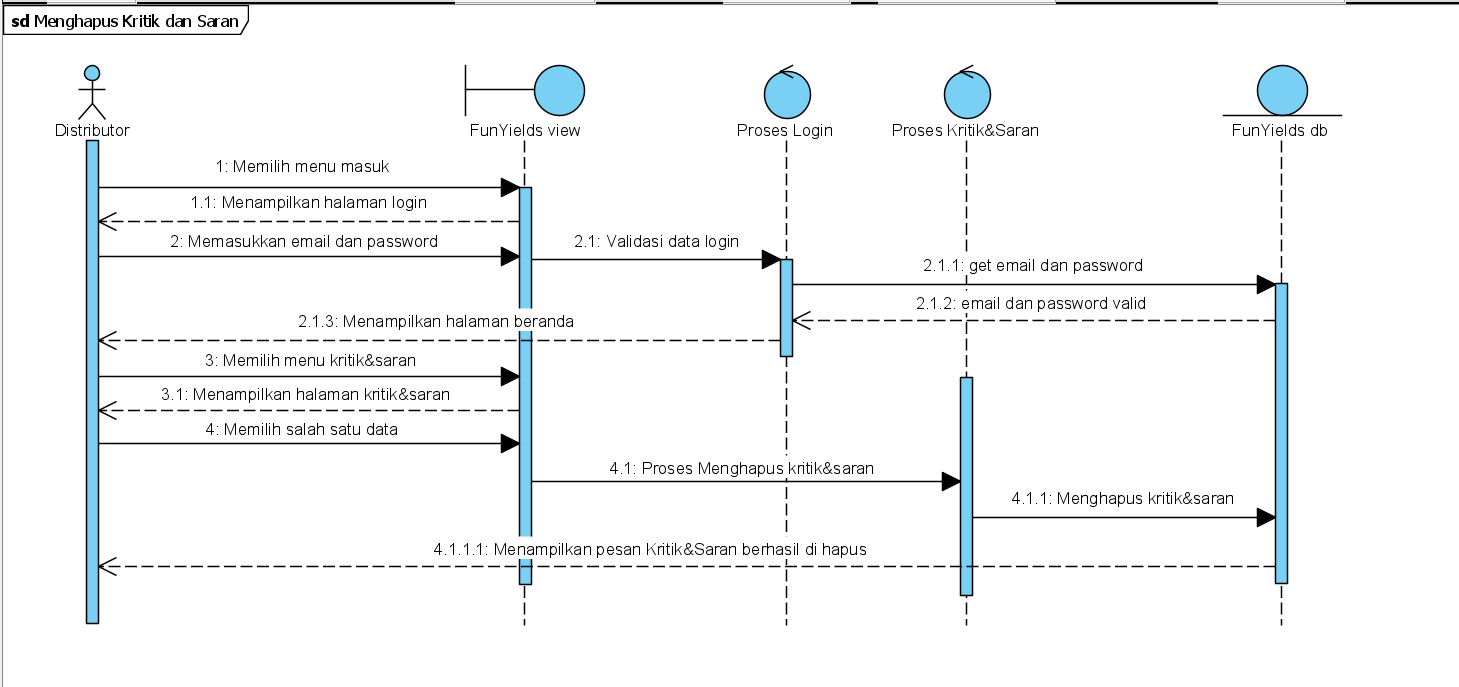 sd Menghapus Kritik dan Saran
Distributor
FunYields view
Proses Login
Proses Kritik&Saran
FunYields db
1: Memilih menu masuk
1.1: Menampilkan halaman login
2: Memasukkan email dan password
2.1: Validasi data login
2.1.1: get email dan password
2.1.2: email dan password valid
2.1.3: Menampilkan halaman beranda
3: Memilih menu kritik&saran
3.1: Menampilkan halaman kritik&saran
4: Memilih salah satu data
4.1: Proses Menghapus kritik&saran
4.1.1: Menghapus kritik&saran
4.1.1.1: Menampilkan pesan Kritik&Saran berhasil di hapus